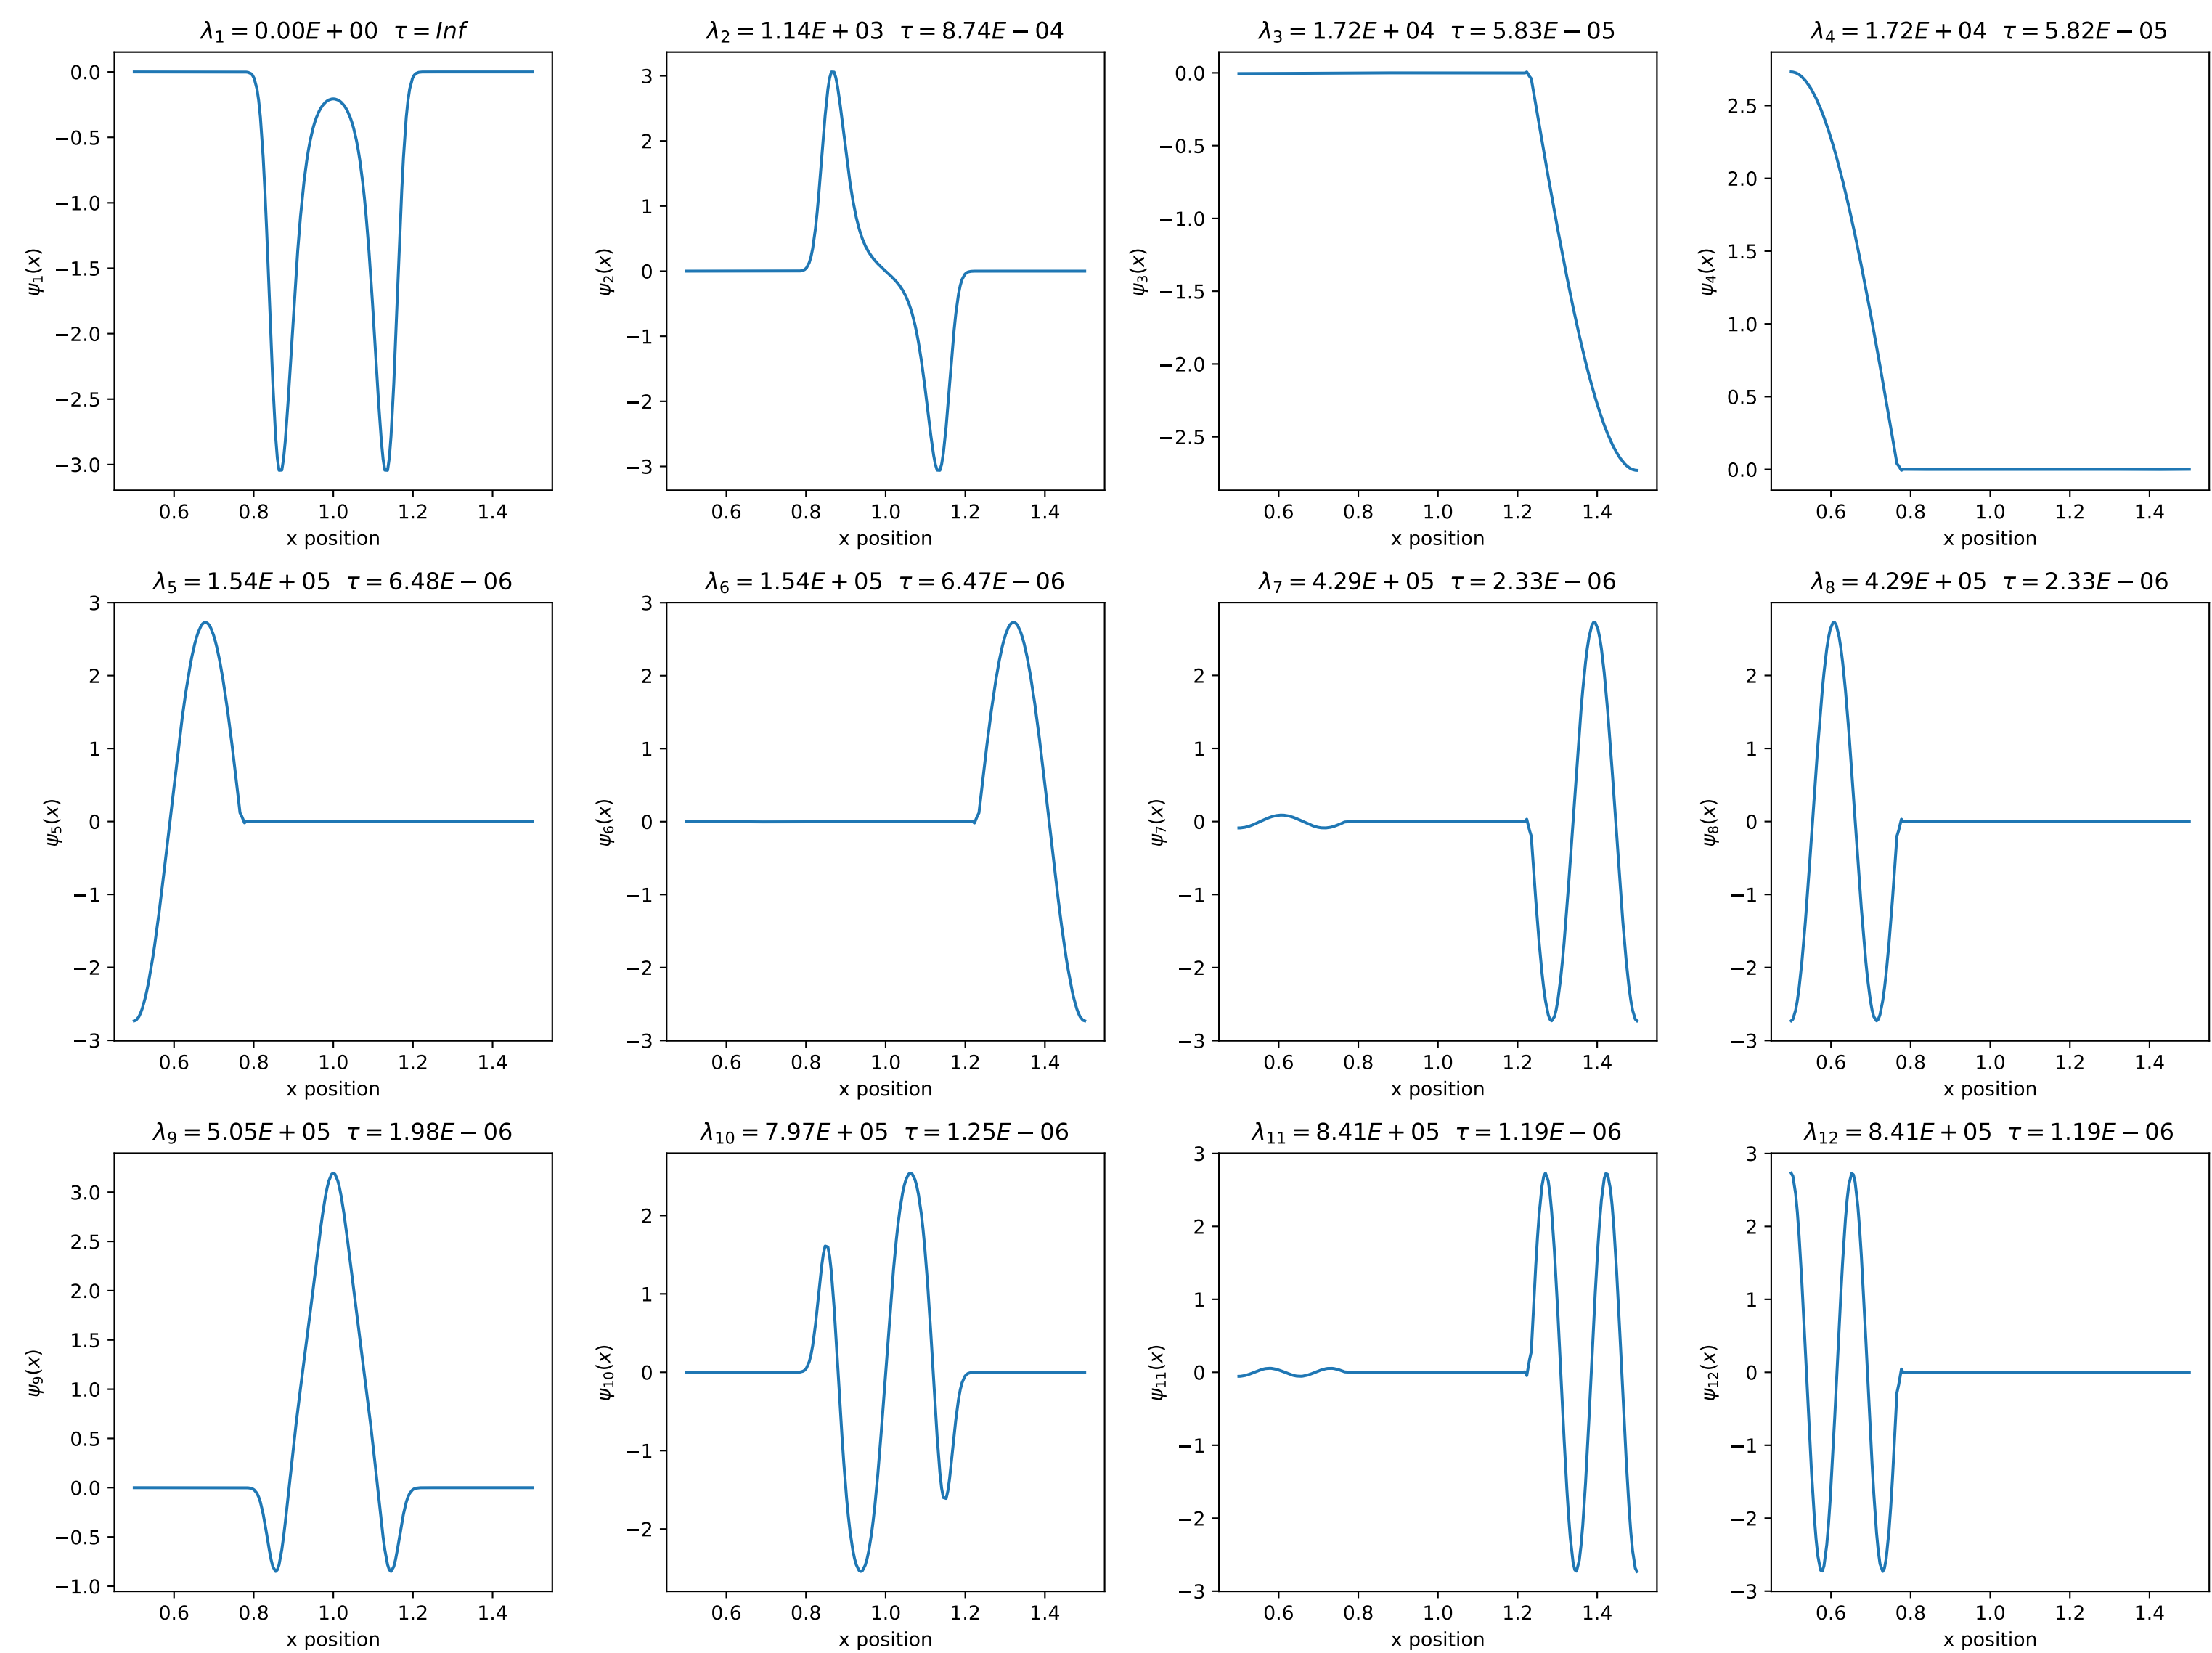 λ₁ = 0.00E + 00 τ = Inf
λ₂ = 1.14E + 03 τ = 8.74E − 04
λ₃ = 1.72E + 04 τ = 5.83E − 05
λ₄ = 1.72E + 04 τ = 5.82E − 05
ψ₁(x)
0.0
−0.5
−1.0
−1.5
−2.0
−2.5
−3.0
0.6 0.8 1.0 1.2 1.4
x position
ψ₂(x)
3
2
1
0
−1
−2
−3
0.6 0.8 1.0 1.2 1.4
x position
ψ₃(x)
0.0
−0.5
−1.0
−1.5
−2.0
−2.5
0.6 0.8 1.0 1.2 1.4
x position
ψ₄(x)
2.5
2.0
1.5
1.0
0.5
0.0
0.6 0.8 1.0 1.2 1.4
x position
λ₅ = 1.54E + 05 τ = 6.48E − 06
λ₆ = 1.54E + 05 τ = 6.47E − 06
λ₇ = 4.29E + 05 τ = 2.33E − 06
λ₈ = 4.29E + 05 τ = 2.33E − 06
ψ₅(x)
3
2
1
0
−1
−2
−3
0.6 0.8 1.0 1.2 1.4
x position
ψ₆(x)
3
2
1
0
−1
−2
−3
0.6 0.8 1.0 1.2 1.4
x position
ψ₇(x)
2
1
0
−1
−2
−3
0.6 0.8 1.0 1.2 1.4
x position
ψ₈(x)
2
1
0
−1
−2
−3
0.6 0.8 1.0 1.2 1.4
x position
λ₉ = 5.05E + 05 τ = 1.98E − 06
λ₁₀ = 7.97E + 05 τ = 1.25E − 06
λ₁₁ = 8.41E + 05 τ = 1.19E − 06
λ₁₂ = 8.41E + 05 τ = 1.19E − 06
ψ₉(x)
3.0
2.5
2.0
1.5
1.0
0.5
0.0
−0.5
−1.0
0.6 0.8 1.0 1.2 1.4
x position
ψ₁₀(x)
2
1
0
−1
−2
0.6 0.8 1.0 1.2 1.4
x position
ψ₁₁(x)
3
2
1
0
−1
−2
−3
0.6 0.8 1.0 1.2 1.4
x position
ψ₁₂(x)
3
2
1
0
−1
−2
−3
0.6 0.8 1.0 1.2 1.4
x position